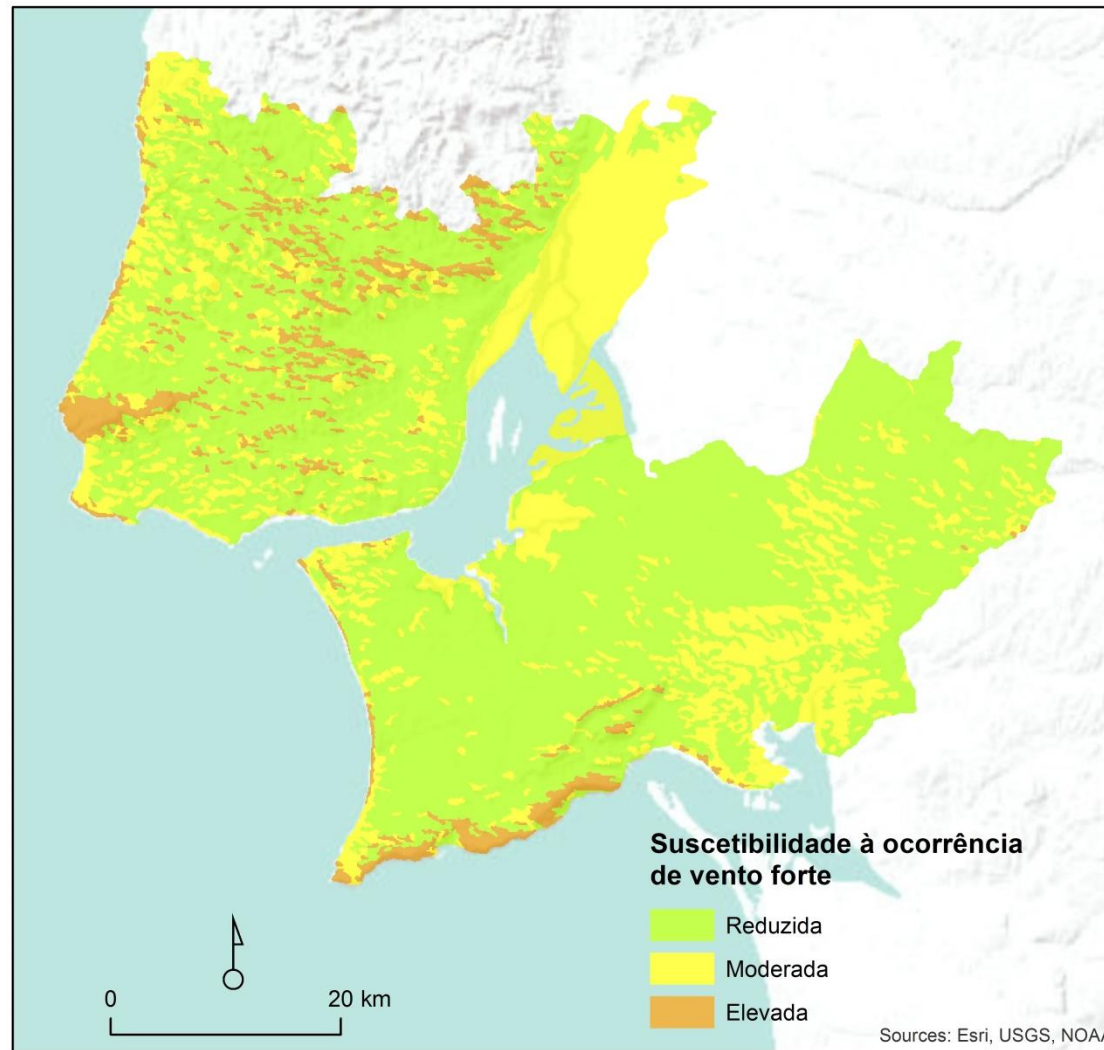 Suscetibilidade à ocorrência
de vento forte
Reduzida
Moderada
Elevada
0 20 km
Sources: Esri, USGS, NOAA